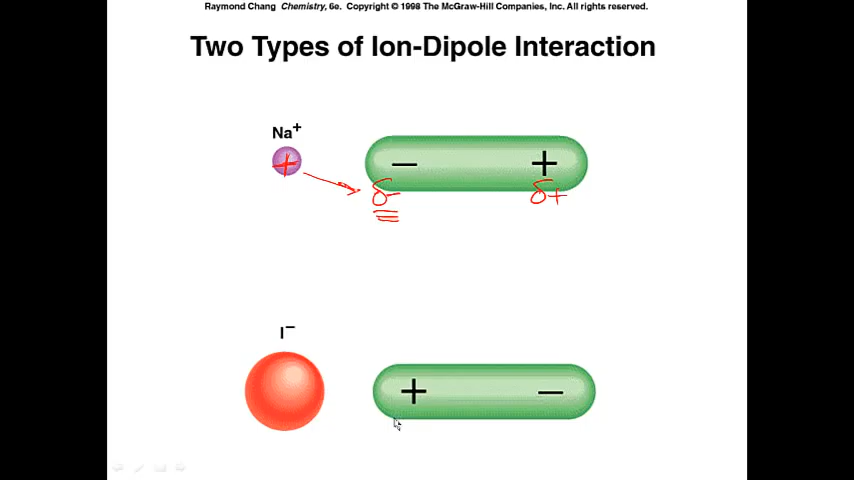 Raymond Chang Chemistry, 6e. Copyright © 1998 The McGraw-Hill Companies, Inc. All rights reserved.
Two Types of Ion-Dipole Interaction
Na+
+
− +
δ− δ+
I−
+ −